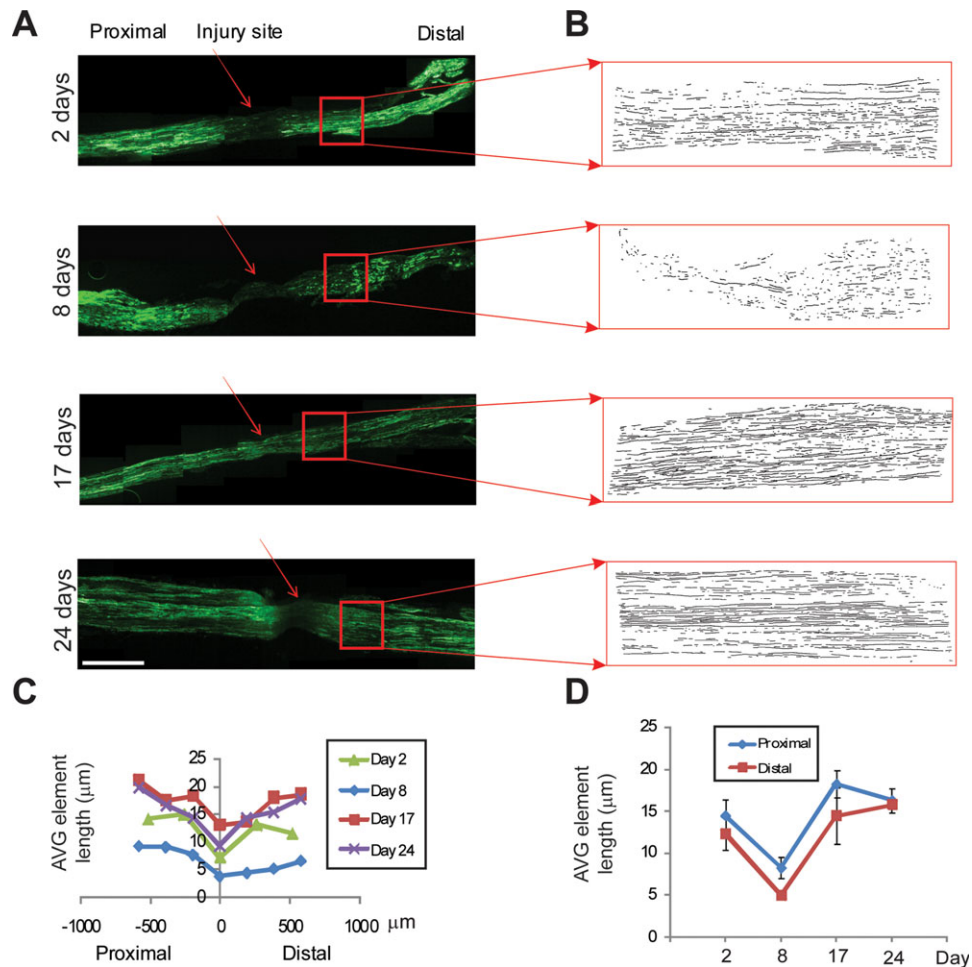 A
B
Proximal
Injury site
Distal
2 days
8 days
17 days
24 days
C
AVG element
length (μm)
25
20
15
10
5
0
-1000
-500
0
500
1000
μm
Proximal
Distal
Day 2
Day 8
Day 17
Day 24
D
AVG element
length (μm)
25
20
15
10
5
0
Proximal
Distal
2
8
17
24
Day